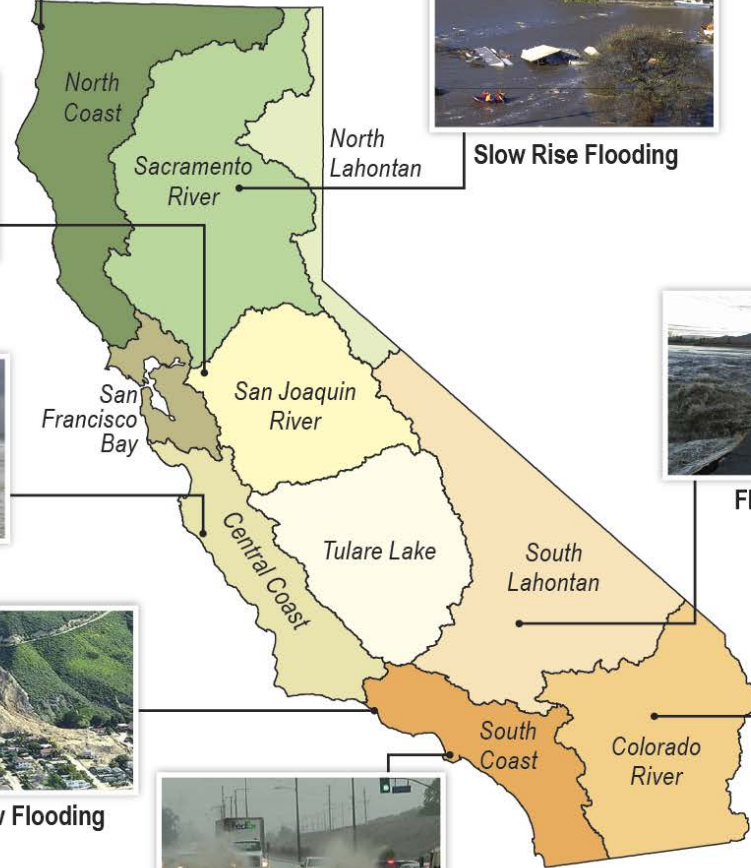 North
Coast
Sacramento
River
North
Lahontan
Slow Rise Flooding
San
Francisco
Bay
San Joaquin
River
Central Coast
Tulare Lake
South
Lahontan
South
Coast
Colorado
River
Flooding
FedEx